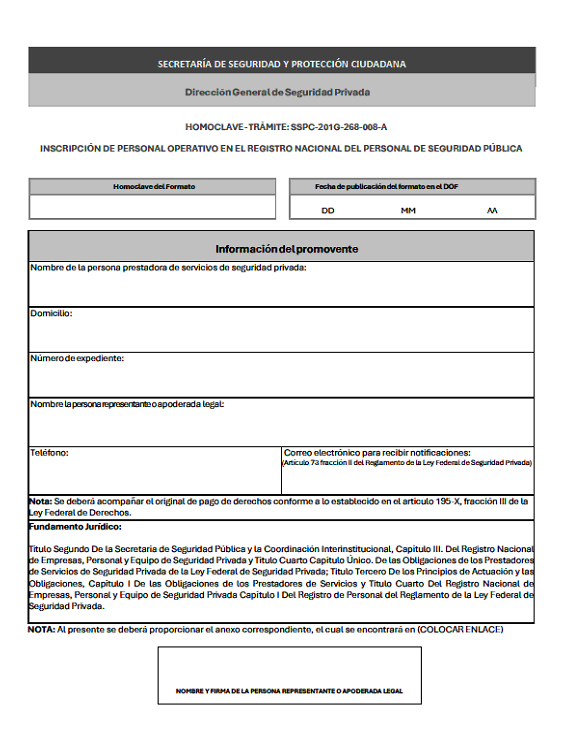 SECRETARÍA DE SEGURIDAD Y PROTECCIÓN CIUDADANA
Dirección General de Seguridad Privada
HOMOCLAVE-TRÁMITE: SSPC-201G-268-008-A
INSCRIPCIÓN DE PERSONAL OPERATIVO EN EL REGISTRO NACIONAL DEL PERSONAL DE SEGURIDAD PÚBLICA
Homoclave del Formato
Fecha de publicación del formato en el DOF
DD MM AA
Información del promovente
Nombre de la persona prestadora de servicios de seguridad privada:
Domicilio:
Número de expediente:
Nombre la persona representante o apoderada legal:
Teléfono:
Correo electrónico para recibir notificaciones:
(Artículo 73 fracción II del Reglamento de la Ley Federal de Seguridad Privada)
Nota: Se deberá acompañar el original de pago de derechos conforme a lo establecido en el artículo 195-X, fracción III de la
Ley Federal de Derechos.
Fundamento Jurídico:
Titulo Segundo De la Secretaria de Seguridad Pública y la Coordinación Interinstitucional, Capitulo III. Del Registro Nacional
de Empresas, Personal y Equipo de Seguridad Privada y Titulo Cuarto Capitulo Único. De las Obligaciones de los Prestadores
de Servicios de Seguridad Privada de la Ley Federal de Seguridad Privada; Titulo Tercero De los Principios de Actuación y las
Obligaciones, Capitulo I De las Obligaciones de los Prestadores de Servicios y Titulo Cuarto Del Registro Nacional de
Empresas, Personal y Equipo de Seguridad Privada Capitulo I Del Registro de Personal del Reglamento de la Ley Federal de
Seguridad Privada.
NOTA: Al presente se deberá proporcionar el anexo correspondiente, el cual se encontrará en (COLOCAR ENLACE)
NOMBRE Y FIRMA DE LA PERSONA REPRESENTANTE O APODERADA LEGAL